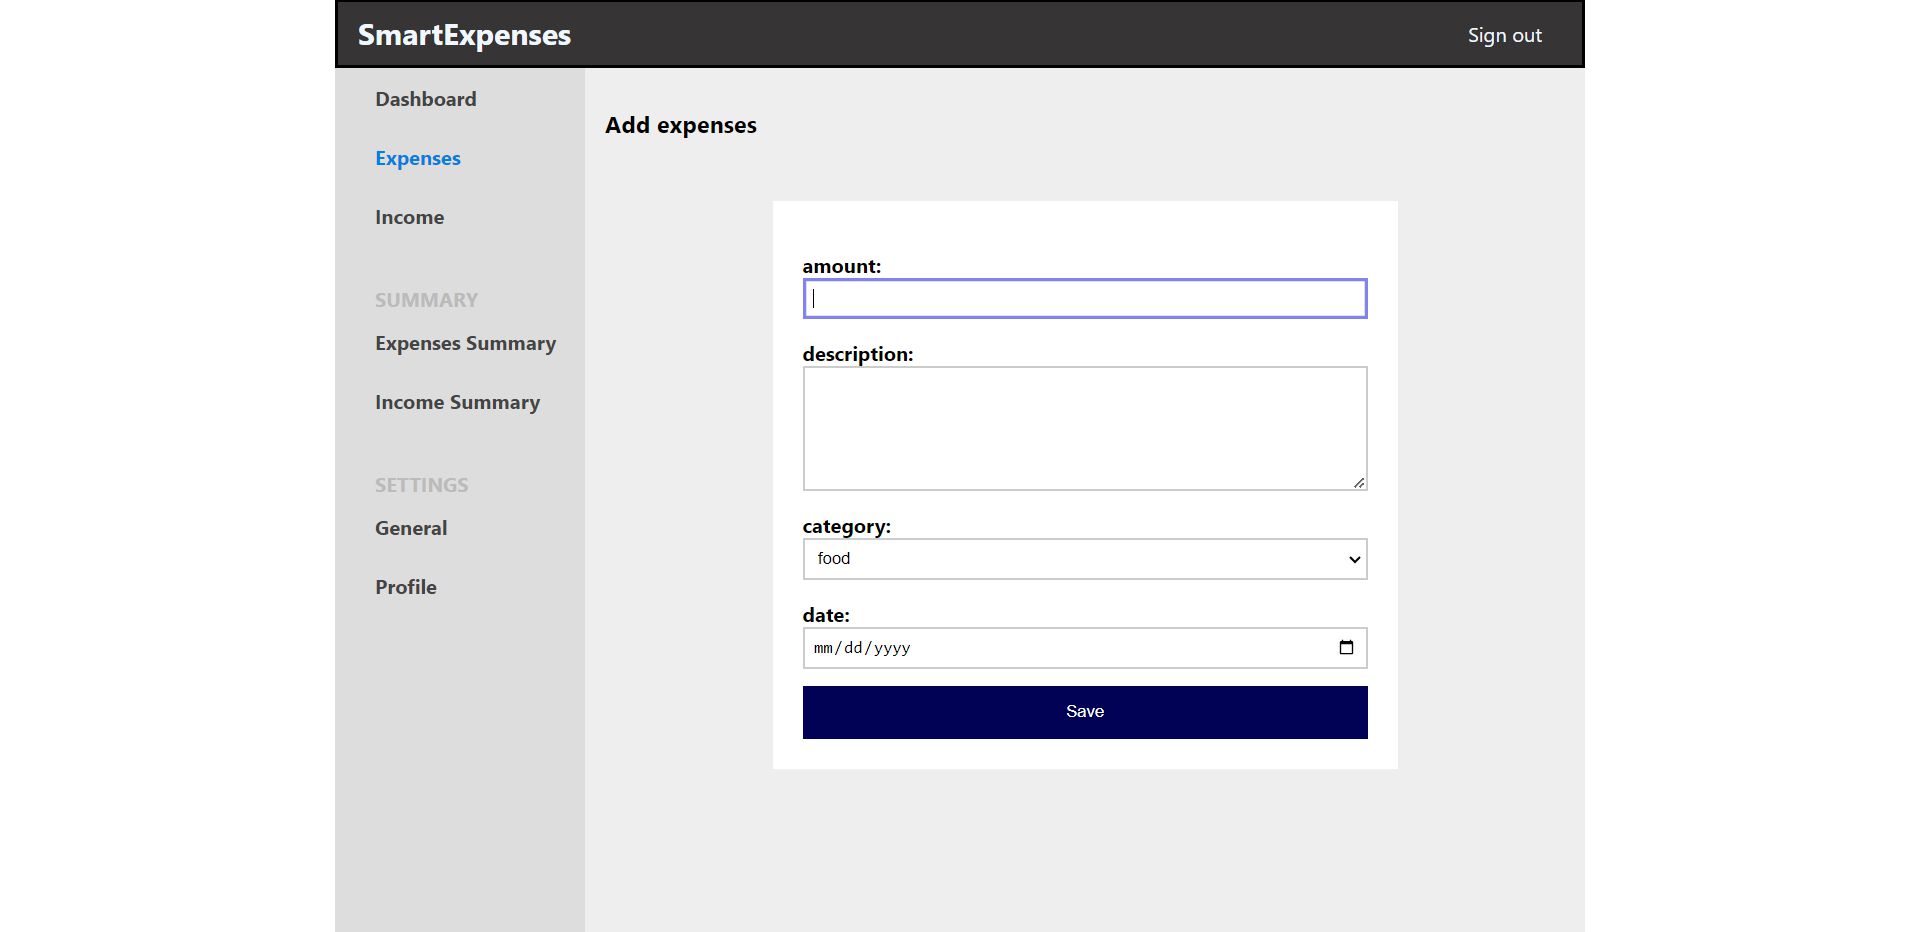 SmartExpenses
Sign out
Dashboard
Expenses
Income
SUMMARY
Expenses Summary
Income Summary
SETTINGS
General
Profile
Add expenses
amount:
description:
category:
food
date:
mm/dd/yyyy
Save